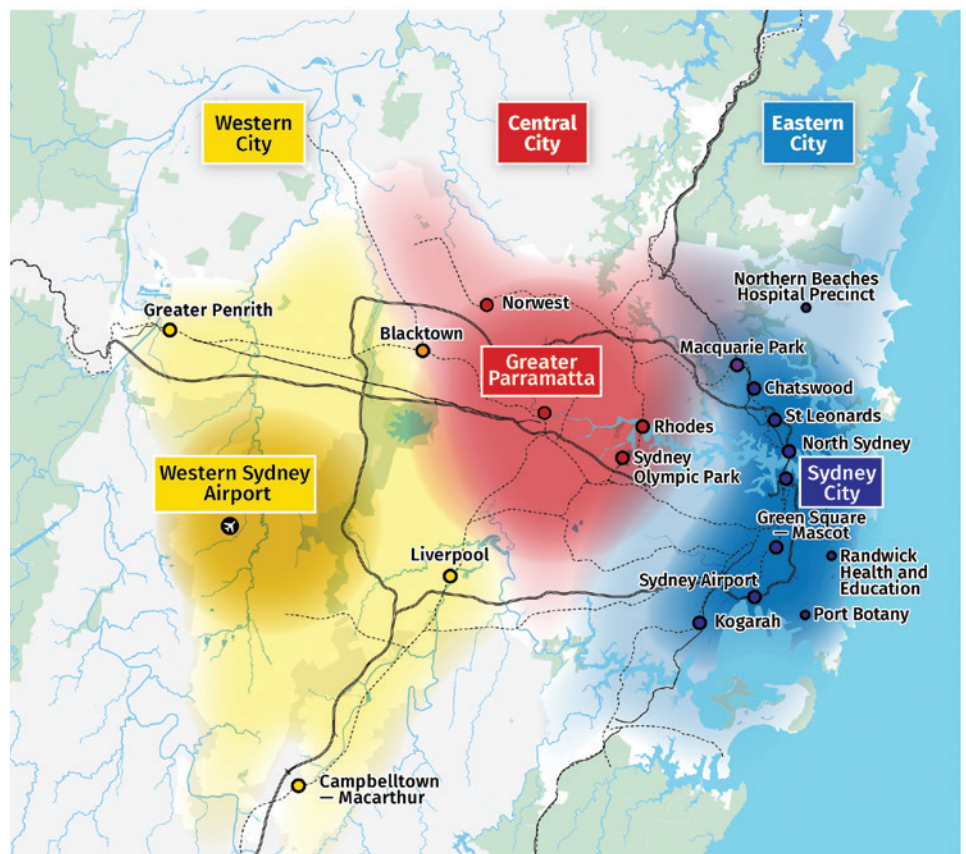 Western
City
Central
City
Eastern
City
Northern Beaches
Hospital Precinct
Greater Penrith
Norwest
Blacktown
Greater
Parramatta
Macquarie Park
Chatswood
St Leonards
Rhodes
North Sydney
Sydney
Olympic Park
Western Sydney
Airport
Sydney
City
Green Square
— Mascot
Liverpool
Randwick
Health and
Education
Sydney Airport
Port Botany
Kogarah
Campbelltown
— Macarthur